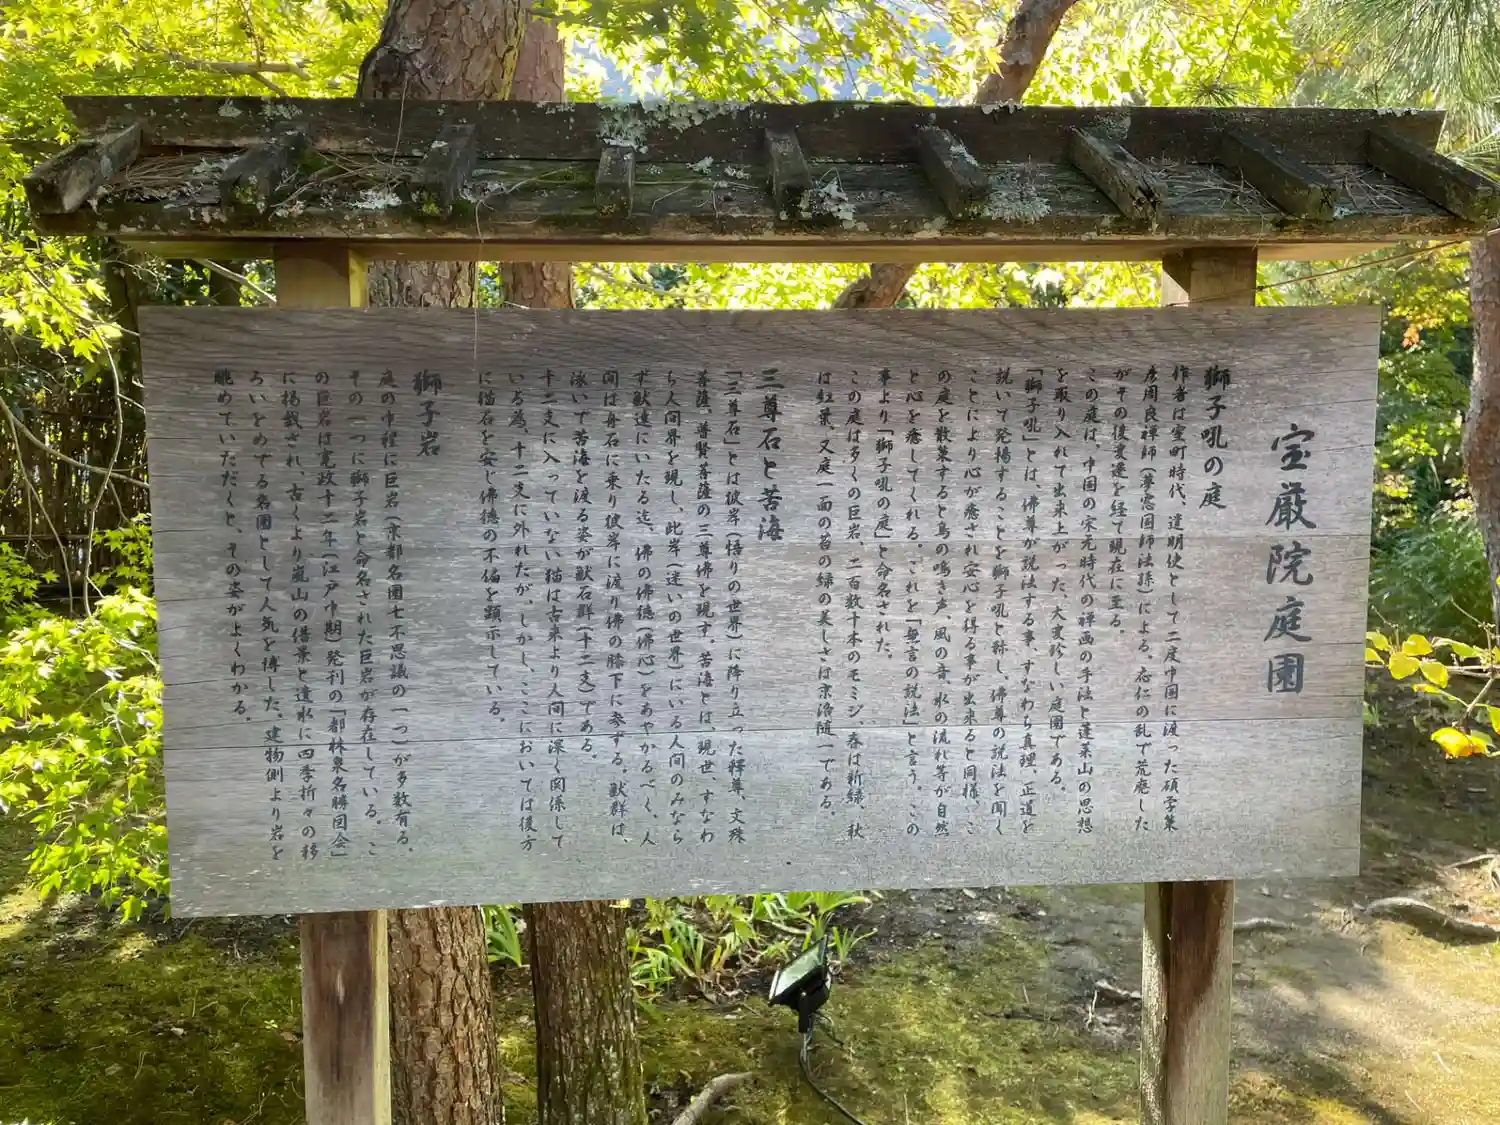 宝厳院庭園
獅子吼の庭
作者は室町時代、遣明使として二度中国に渡った碩学策
彦周良禅師(夢窓国師法孫)による、応仁の乱で荒廃した
がその後変遷を経て現在に至る。
この庭は、中国の宋元時代の禅画の手法と蓬莱山の思想
を取り入れて出来上がった、大変珍しい庭園である。
「獅子吼」とは、佛尊が説法する事、すなわち真理、正道を
説いて発揚することを獅子吼と称し、佛尊の説法を聞く
ことにより心が癒され安心を得る事が出来ると同様、こ
の庭を散策すると鳥の鳴き声、風の音、水の流れ等が自然
と心を癒してくれる。これを「無言の説法」と言う。この
事より「獅子吼の庭」と命名された。
この庭は多くの巨岩、二百数十本のモミジ、春は新緑、秋
は紅葉、又庭一面の苔の緑の美しさは京洛随一である。
三尊石と苦海
「三尊石」とは彼岸(悟りの世界)に降り立った釋尊、文殊
菩薩、普賢菩薩の三尊佛を現す。苦海とは、現世、すなわ
ち人間界を現し、此岸(迷いの世界)にいる人間のみなら
ず獣達にいたる迄、佛の佛徳(佛心)をあやかるべく、人
間は舟石に乗り彼岸に渡り佛の膝下に参ずる。獣群は、
泳いで苦海を渡る姿が獣石群(十二支)である。
十二支に入っていない猫は古来より人間に深く関係して
いる為、十二支に外れたが、しかし、ここにおいては後方
に猫石を安じ佛徳の不偏を顕示している。
獅子岩
庭の中程に巨岩(京都名園七不思議の一つ)が多数有る。
その一つに獅子岩と命名された巨岩が存在している。こ
の巨岩は寛政十二年(江戸中期)発刊の「都林泉名勝図会」
に掲載され、古くより嵐山の借景と遣水に四季折々の移
ろいをめでる名園として人気を博した。建物側より岩を
眺めていただくと、その姿がよくわかる。